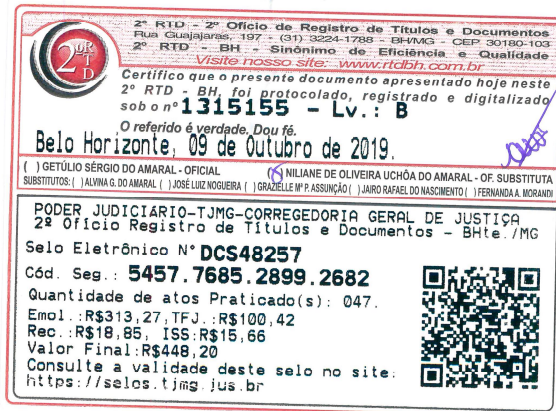 2º RTD - 2º Ofício de Registro de Títulos e Documentos
Rua Guajajaras, 197 - (31) 3224-1788 - BH/MG - CEP 30180-103
2º RTD - BH - Sinônimo de Eficiência e Qualidade
Visite nosso site: www.rtdbh.com.br
2º OR
T
D
Certifico que o presente documento apresentado hoje neste
2º RTD - BH, foi protocolado, registrado e digitalizado
sob o nº 1315155 - Lv.: B
O referido é verdade. Dou fé.
Belo Horizonte, 09 de Outubro de 2019.
( ) GETÚLIO SÉRGIO DO AMARAL - OFICIAL (X) NILIANE DE OLIVEIRA UCHÔA DO AMARAL - OF. SUBSTITUTA
SUBSTITUTOS: ( ) ALVINA G. DO AMARAL ( ) JOSÉ LUIZ NOGUEIRA ( ) GRAZIELLE Mª P. ASSUNÇÃO ( ) JAIRO RAFAEL DO NASCIMENTO ( ) FERNANDA A. MORANDI
PODER JUDICIÁRIO-TJMG-CORREGEDORIA GERAL DE JUSTIÇA
2º Ofício Registro de Títulos e Documentos - BHte./MG
Selo Eletrônico Nº DCS48257
Cód. Seg.: 5457.7685.2899.2682
Quantidade de atos Praticado(s): 047.
Emol.:R$313,27,TFJ.:R$100,42
Rec.:R$18,85, ISS:R$15,66
Valor Final:R$448,20
Consulte a validade deste selo no site:
https://selos.tjmg.jus.br